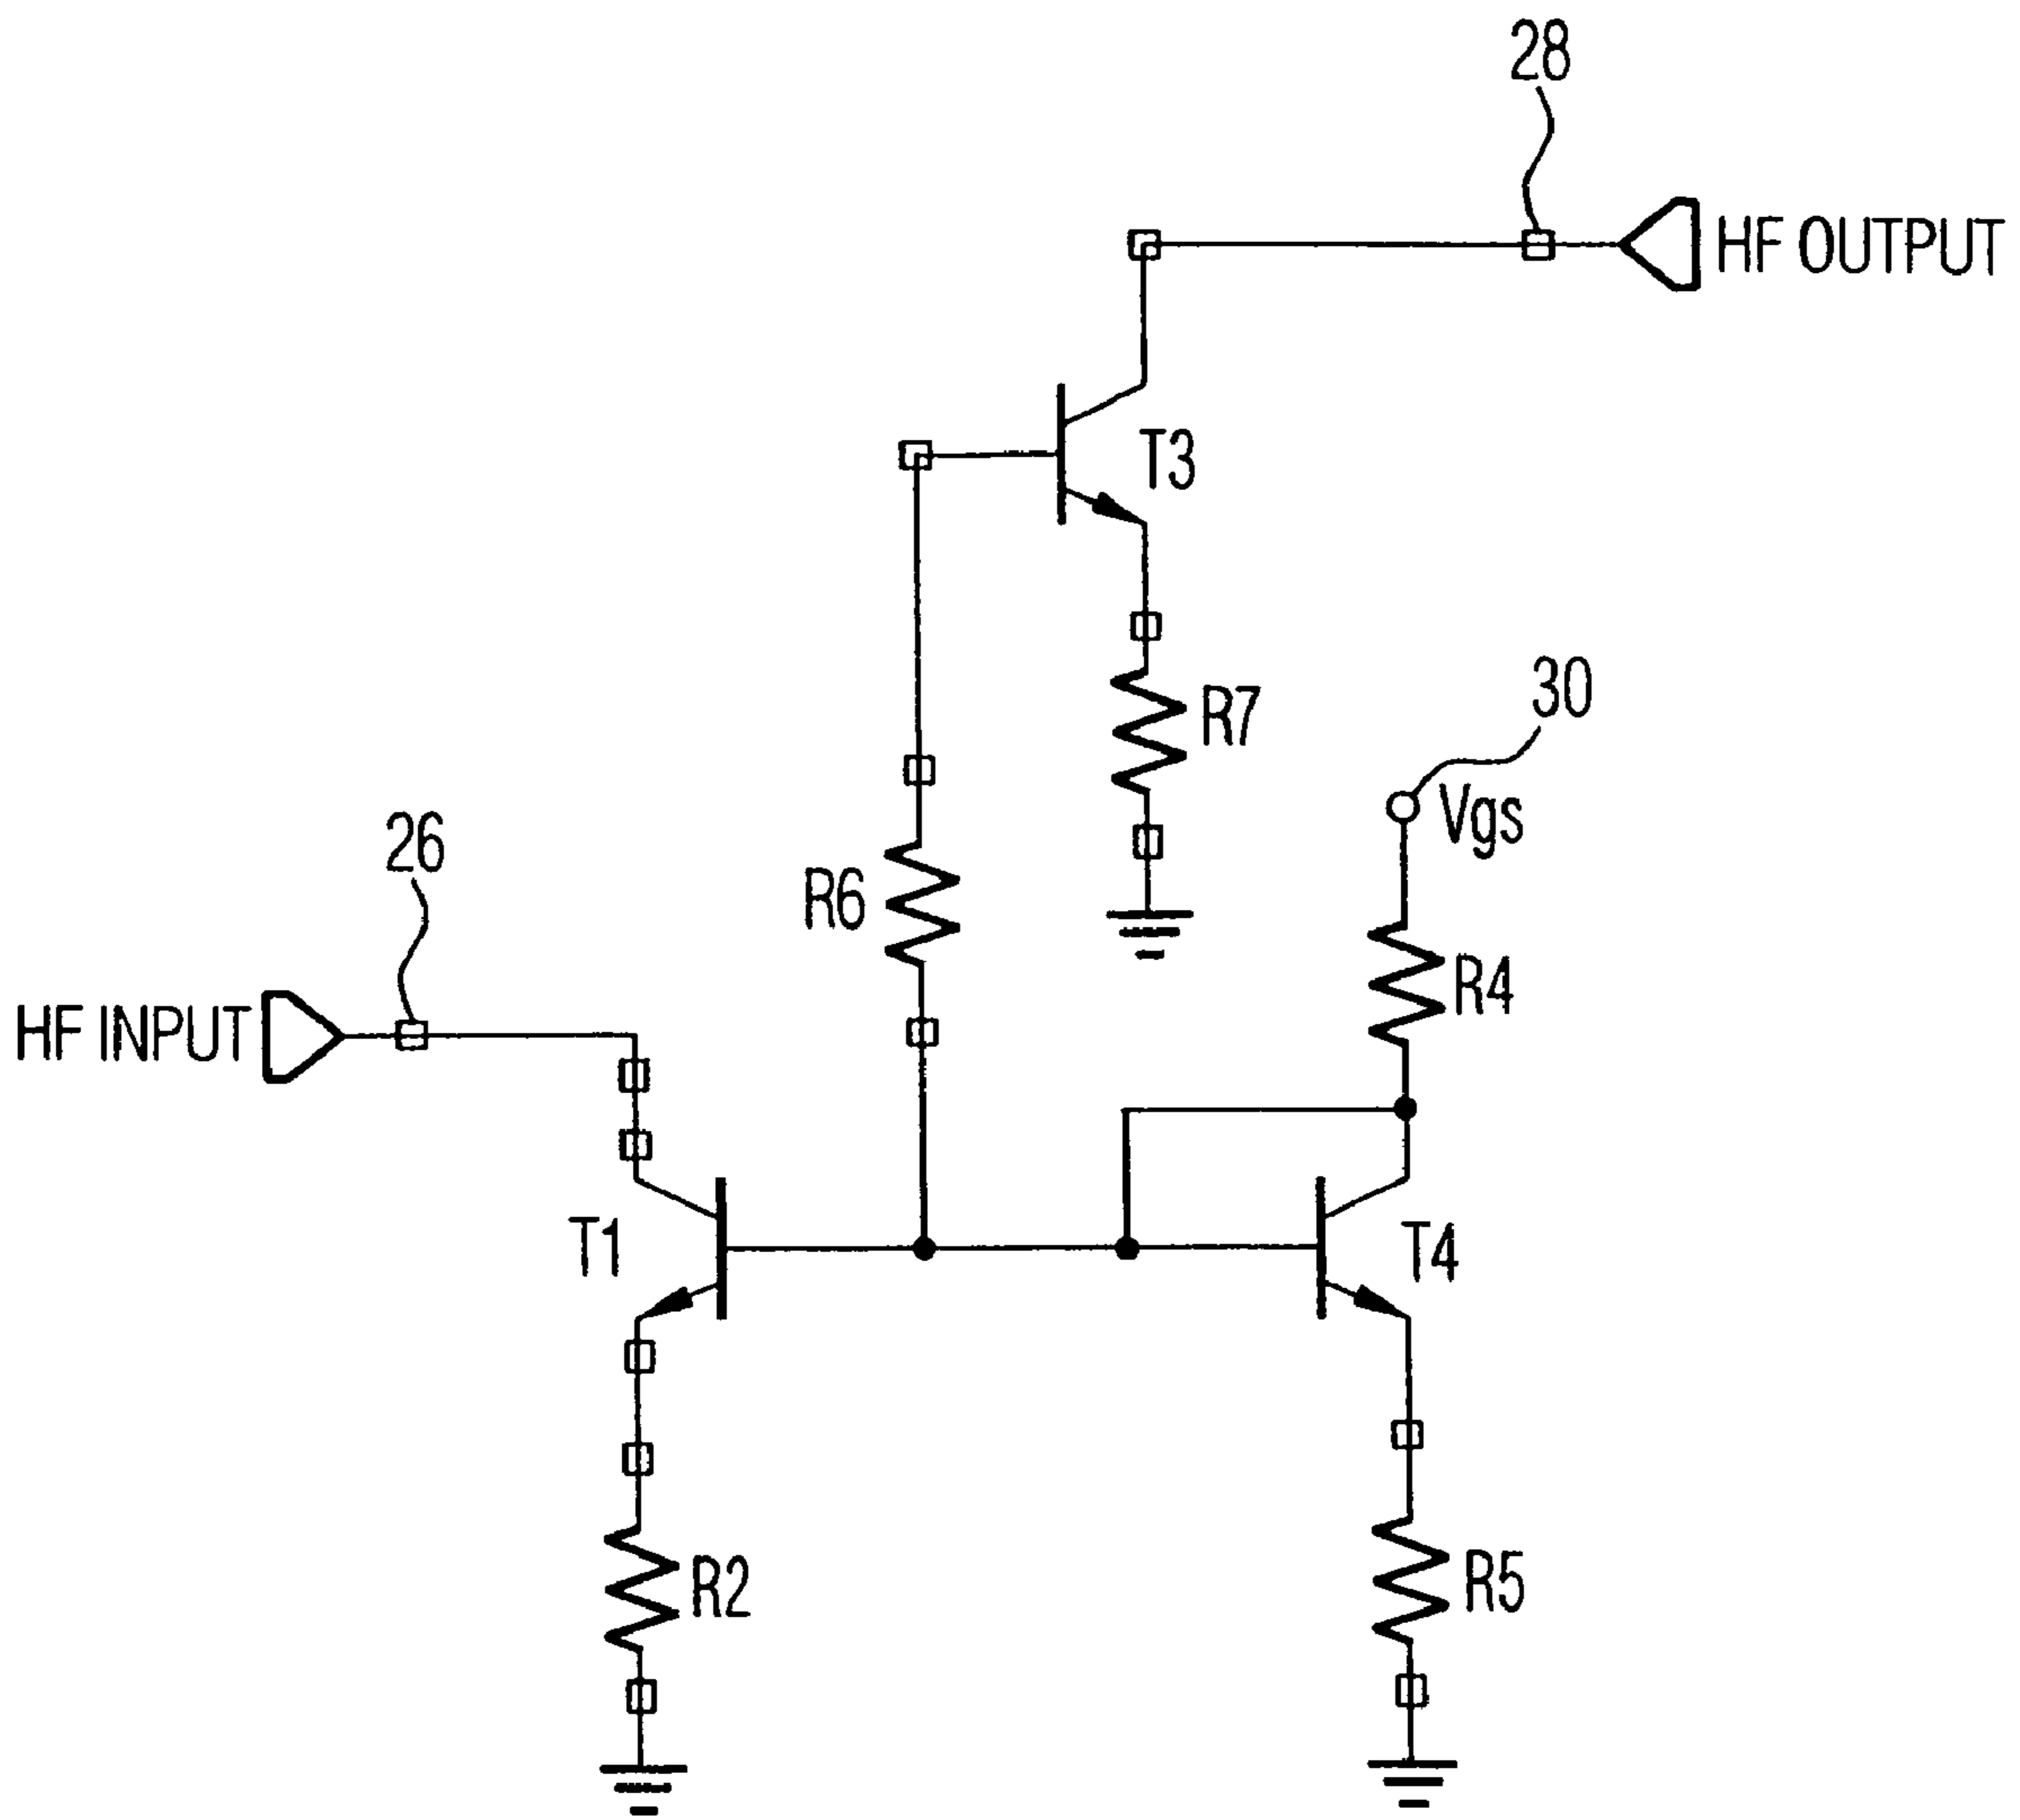 28
HF OUTPUT
T3
30
R7
Vgs
26
R6
R4
HF INPUT
T1
T4
R2
R5